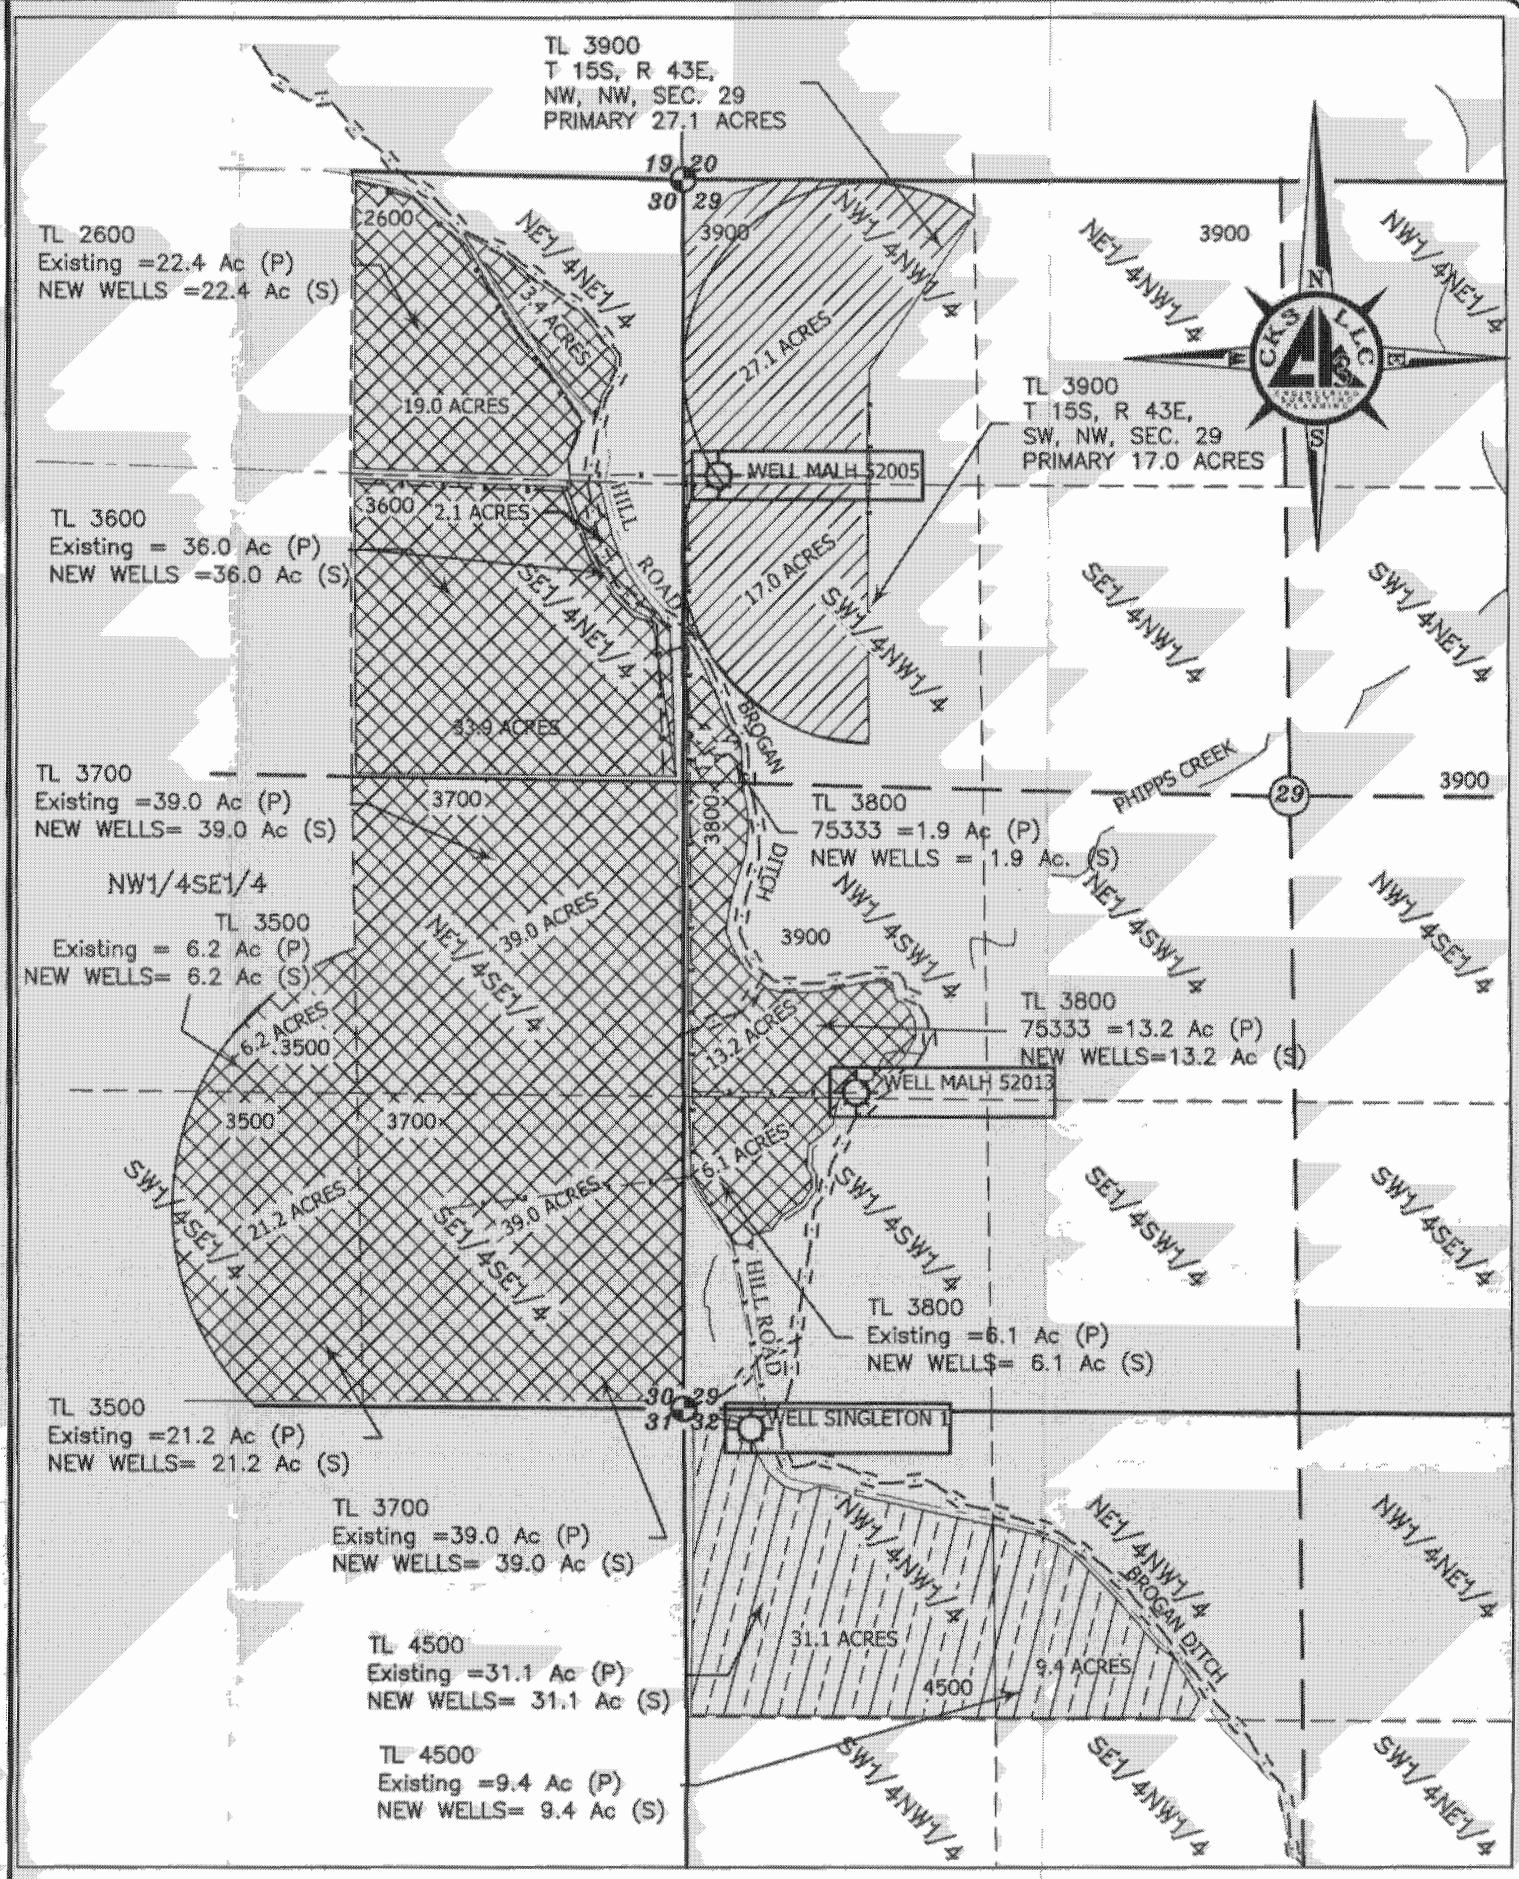 TL 3900
T 15S, R 43E,
NW, NW, SEC. 29
PRIMARY 27.1 ACRES
19 20
30 29
TL 2600
Existing =22.4 Ac (P)
NEW WELLS =22.4 Ac (S)
2600
NE1/4NE1/4
3.4 ACRES
19.0 ACRES
3900
NW1/4NW1/4
27.1 ACRES
NE1/4NW1/4
3900
NW1/4NE1/4
N
E
S
CKS LLC
ENGINEERING
PLANNING
TL 3900
T 15S, R 43E,
SW, NW, SEC. 29
PRIMARY 17.0 ACRES
WELL MALH 52005
TL 3600
Existing = 36.0 Ac (P)
NEW WELLS =36.0 Ac (S)
3600
2.1 ACRES
HILL
ROAD
SE1/4NE1/4
17.0 ACRES
SW1/4NW1/4
SE1/4NW1/4
SW1/4NE1/4
33.9 ACRES
BROGAN
DITCH
PHIPPS CREEK
29
3900
TL 3700
Existing =39.0 Ac (P)
NEW WELLS= 39.0 Ac (S)
3700
3800
TL 3800
75333 =1.9 Ac (P)
NEW WELLS = 1.9 Ac. (S)
NW1/4SE1/4
TL 3500
Existing = 6.2 Ac (P)
NEW WELLS= 6.2 Ac (S)
NE1/4SE1/4
39.0 ACRES
3900
NW1/4SW1/4
NE1/4SW1/4
NW1/4SE1/4
6.2 ACRES
3500
13.2 ACRES
TL 3800
75333 =13.2 Ac (P)
NEW WELLS=13.2 Ac (S)
WELL MALH 52013
3500
3700
6.1 ACRES
SW1/4SE1/4
21.2 ACRES
SE1/4SE1/4
39.0 ACRES
SW1/4SW1/4
SE1/4SW1/4
SW1/4SE1/4
HILL ROAD
TL 3800
Existing =6.1 Ac (P)
NEW WELLS= 6.1 Ac (S)
30 29
31 32
WELL SINGLETON 1
TL 3500
Existing =21.2 Ac (P)
NEW WELLS= 21.2 Ac (S)
TL 3700
Existing =39.0 Ac (P)
NEW WELLS= 39.0 Ac (S)
NW1/4NW1/4
NE1/4NW1/4
NW1/4NE1/4
BROGAN DITCH
TL 4500
Existing =31.1 Ac (P)
NEW WELLS= 31.1 Ac (S)
31.1 ACRES
9.4 ACRES
4500
TL 4500
Existing =9.4 Ac (P)
NEW WELLS= 9.4 Ac (S)
SW1/4NW1/4
SE1/4NW1/4
SW1/4NE1/4